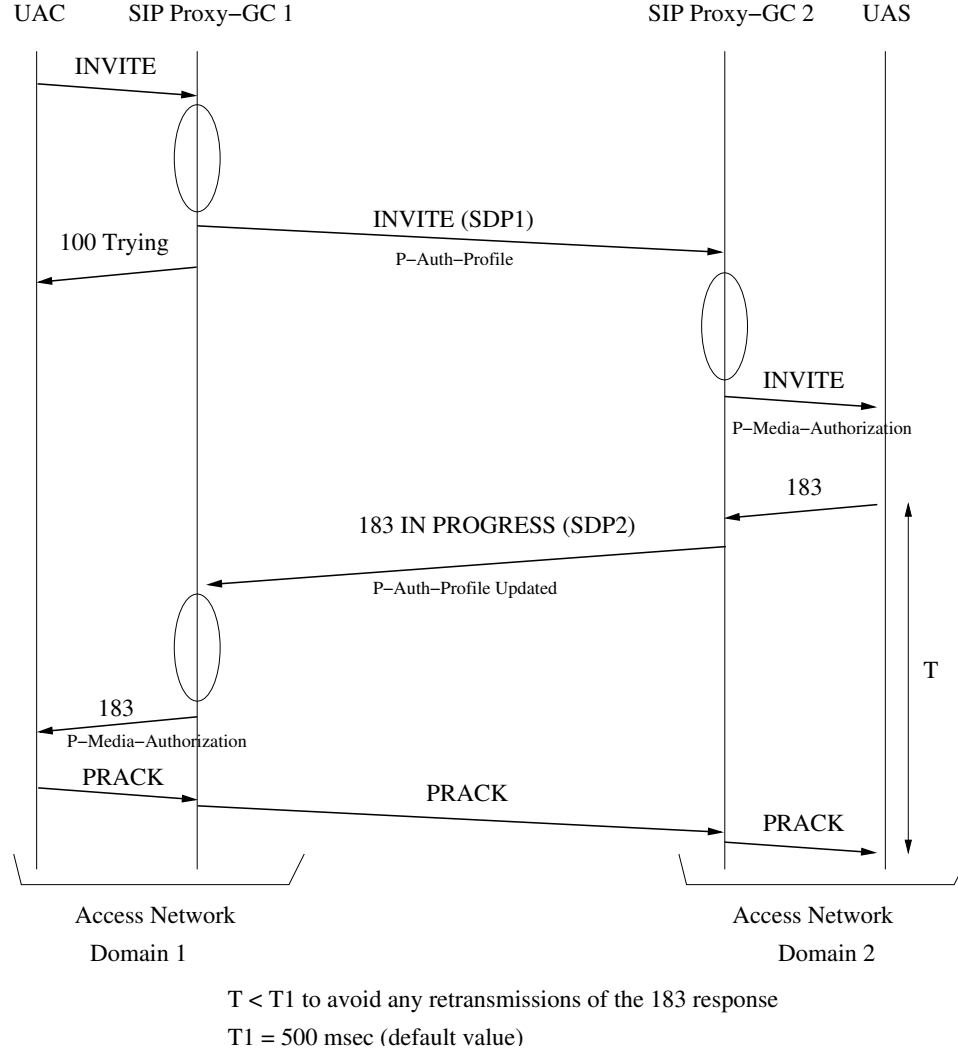 UAC SIP Proxy−GC 1 SIP Proxy−GC 2 UAS
INVITE
INVITE (SDP1)
100 Trying
P−Auth−Profile
INVITE
P−Media−Authorization
183
183 IN PROGRESS (SDP2)
P−Auth−Profile Updated
T
183
P−Media−Authorization
PRACK
PRACK
PRACK
Access Network
Domain 1
Access Network
Domain 2
T < T1 to avoid any retransmissions of the 183 response
T1 = 500 msec (default value)